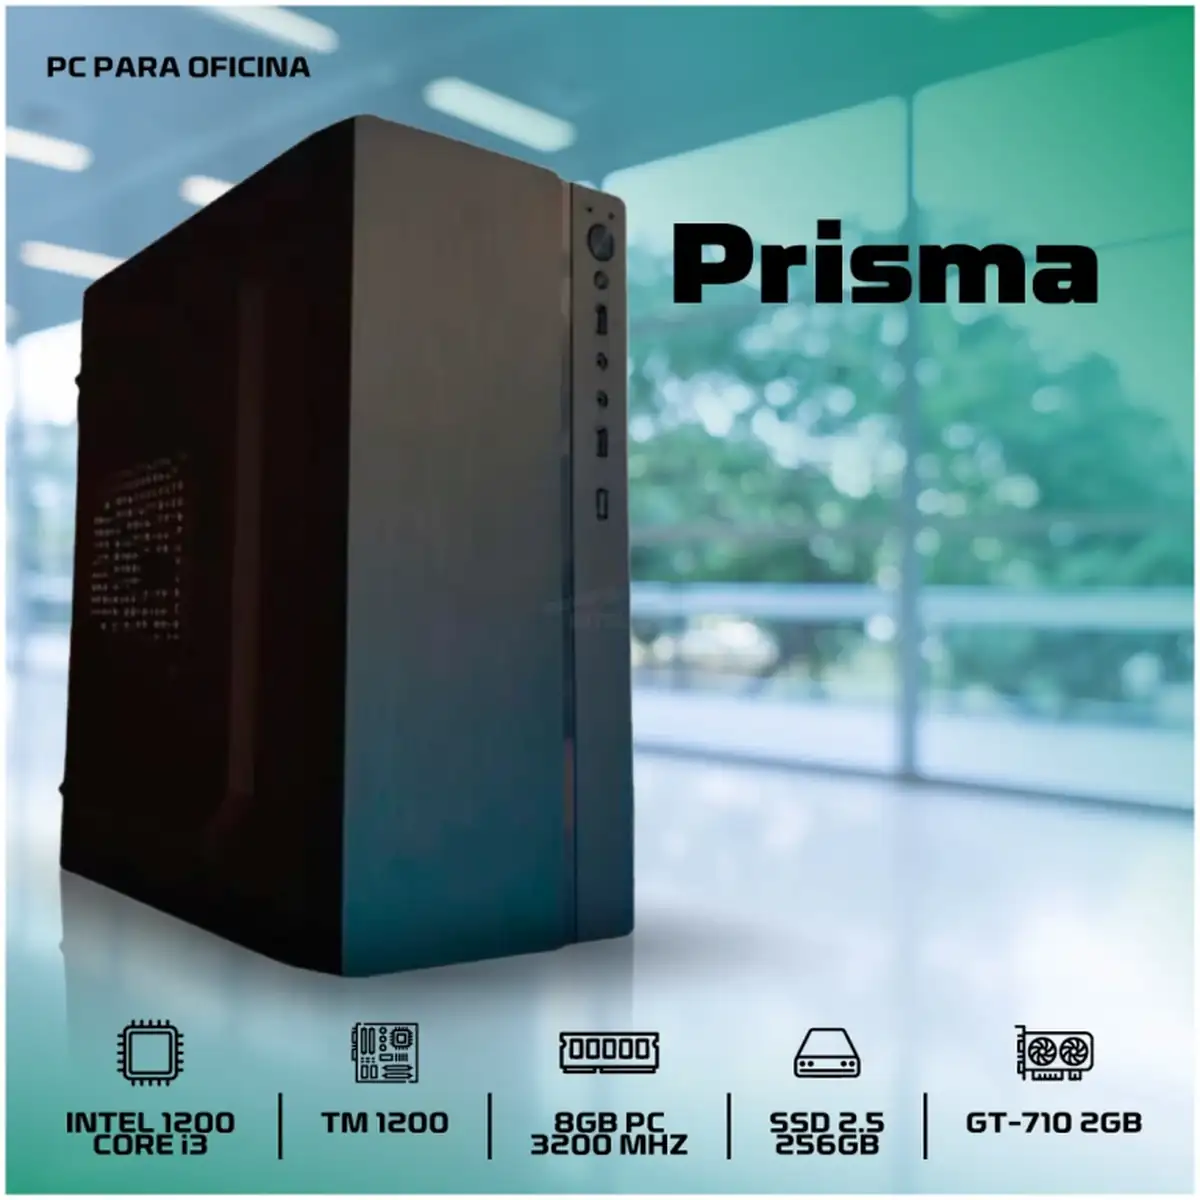 PC PARA OFICINA
Prisma
INTEL 1200
CORE i3
TM 1200
8GB PC
3200 MHZ
SSD 2.5
256GB
GT-710 2GB